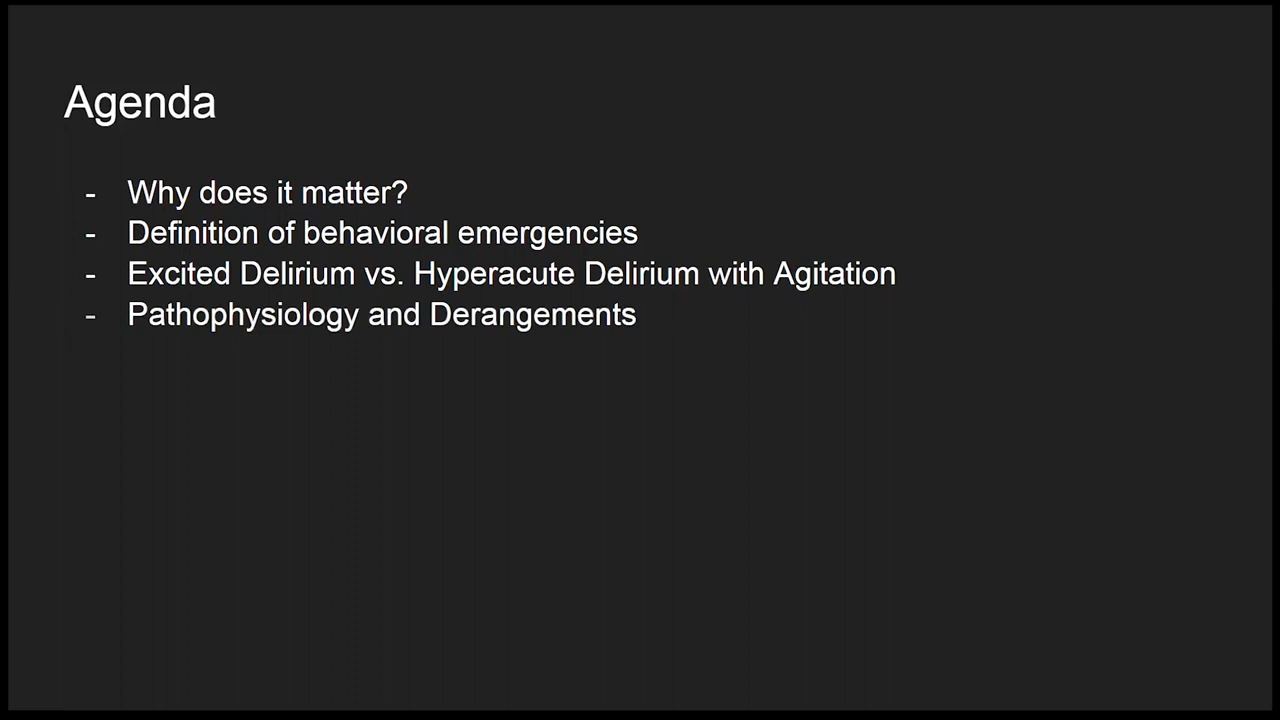 Agenda
- Why does it matter?
- Definition of behavioral emergencies
- Excited Delirium vs. Hyperacute Delirium with Agitation
- Pathophysiology and Derangements